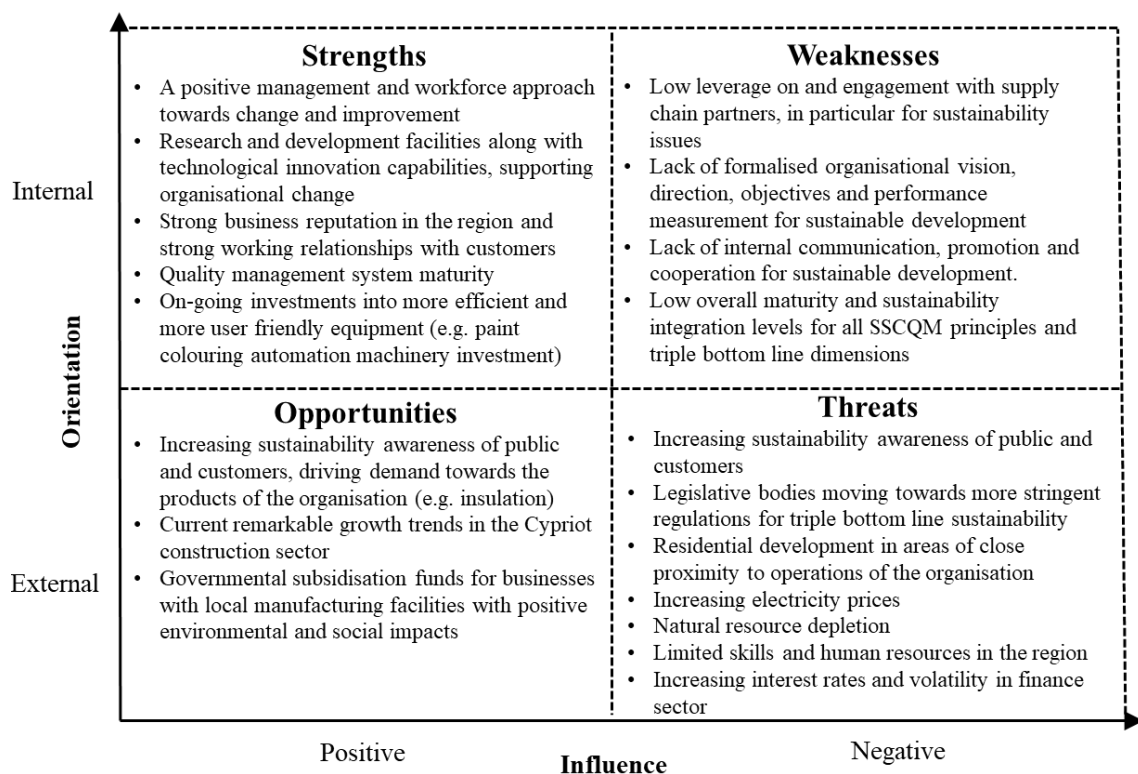 Strengths
• A positive management and workforce approach
towards change and improvement
• Research and development facilities along with
technological innovation capabilities, supporting
organisational change
• Strong business reputation in the region and
strong working relationships with customers
• Quality management system maturity
• On-going investments into more efficient and
more user friendly equipment (e.g. paint
colouring automation machinery investment)
Weaknesses
• Low leverage on and engagement with supply
chain partners, in particular for sustainability
issues
• Lack of formalised organisational vision,
direction, objectives and performance
measurement for sustainable development
• Lack of internal communication, promotion and
cooperation for sustainable development.
• Low overall maturity and sustainability
integration levels for all SSCQM principles and
triple bottom line dimensions
Internal
Orientation
External
Opportunities
• Increasing sustainability awareness of public
and customers, driving demand towards the
products of the organisation (e.g. insulation)
• Current remarkable growth trends in the Cypriot
construction sector
• Governmental subsidisation funds for businesses
with local manufacturing facilities with positive
environmental and social impacts
Threats
• Increasing sustainability awareness of public and
customers
• Legislative bodies moving towards more stringent
regulations for triple bottom line sustainability
• Residential development in areas of close
proximity to operations of the organisation
• Increasing electricity prices
• Natural resource depletion
• Limited skills and human resources in the region
• Increasing interest rates and volatility in finance
sector
Positive
Influence
Negative